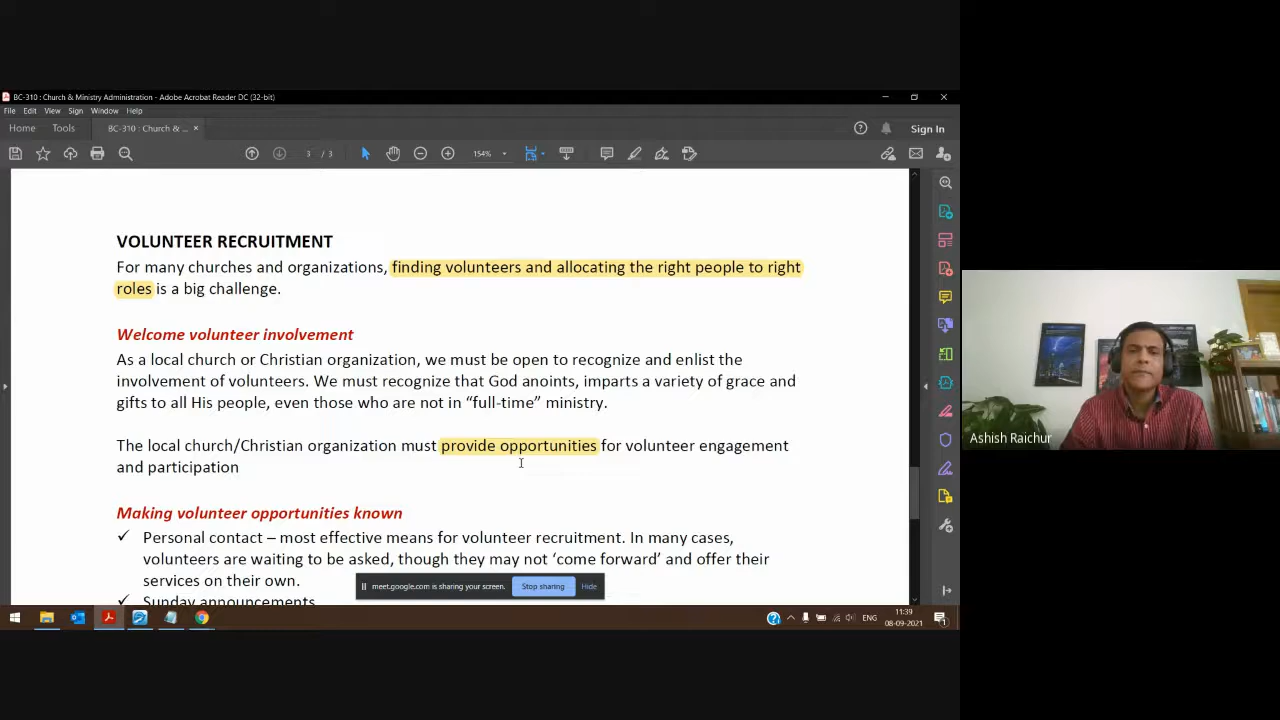 BC-310 : Church & Ministry Administration - Adobe Acrobat Reader DC (32-bit)
File Edit View Sign Window Help
Home Tools BC-310 : Church & ... × Sign In
3 / 3 154%
VOLUNTEER RECRUITMENT
For many churches and organizations, finding volunteers and allocating the right people to right
roles is a big challenge.
Welcome volunteer involvement
As a local church or Christian organization, we must be open to recognize and enlist the
involvement of volunteers. We must recognize that God anoints, imparts a variety of grace and
gifts to all His people, even those who are not in “full-time” ministry.
The local church/Christian organization must provide opportunities for volunteer engagement
and participation
Making volunteer opportunities known
✓ Personal contact – most effective means for volunteer recruitment. In many cases,
volunteers are waiting to be asked, though they may not ‘come forward’ and offer their
services on their own.
✓ Sunday announcements
meet.google.com is sharing your screen. Stop sharing Hide
ENG
11:39
08-09-2021
Ashish Raichur